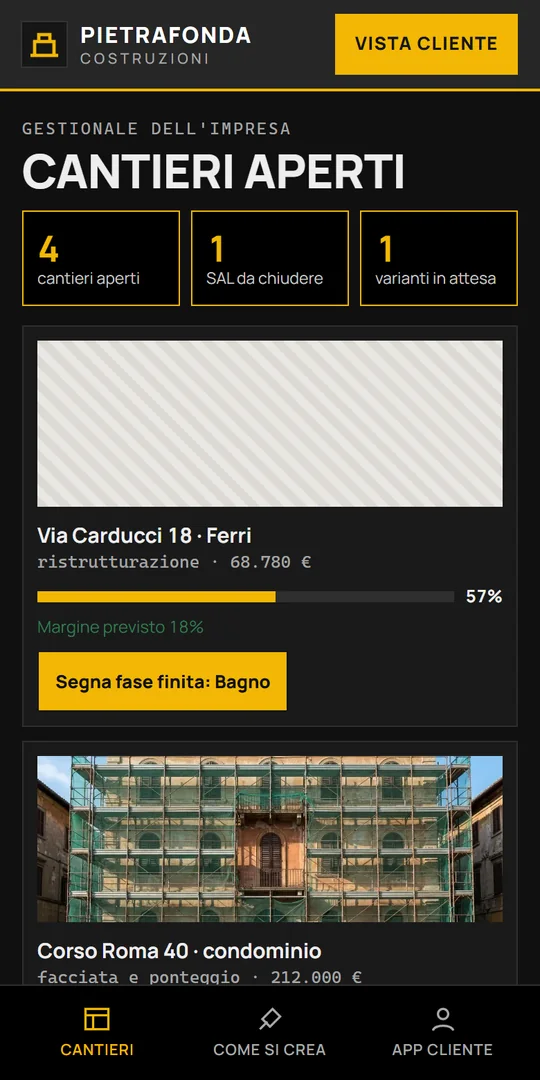 PIETRAFONDA
COSTRUZIONI
VISTA CLIENTE
GESTIONALE DELL'IMPRESA
CANTIERI APERTI
4
cantieri aperti
1
SAL da chiudere
1
varianti in attesa
Via Carducci 18 · Ferri
ristrutturazione · 68.780 €
57%
Margine previsto 18%
Segna fase finita: Bagno
Corso Roma 40 · condominio
facciata e ponteggio · 212.000 €
CANTIERI
COME SI CREA
APP CLIENTE